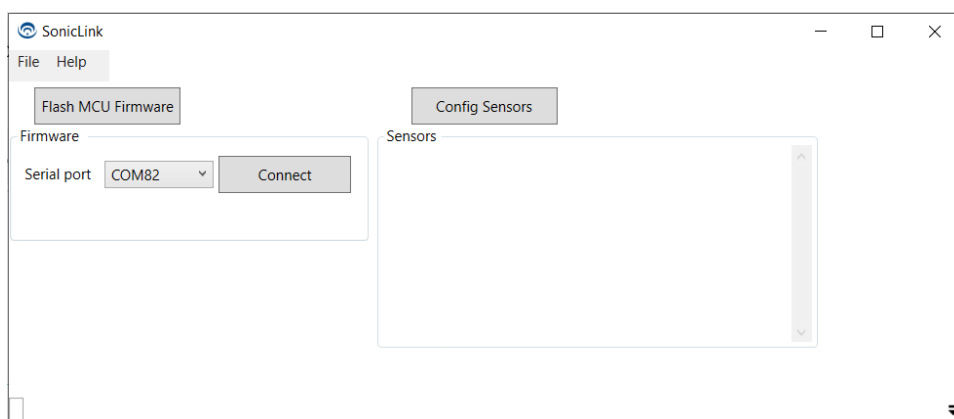 SonicLink
File Help
Flash MCU Firmware
Config Sensors
Firmware
Sensors
Serial port COM82 Connect